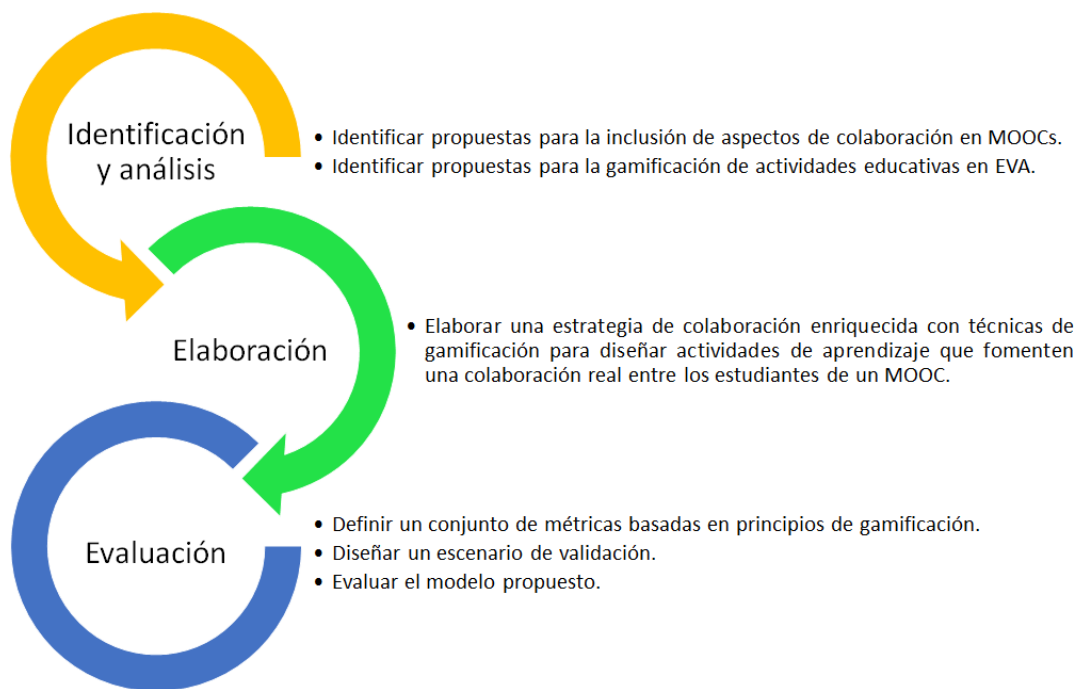 Identificación
y análisis
• Identificar propuestas para la inclusión de aspectos de colaboración en MOOCs.
• Identificar propuestas para la gamificación de actividades educativas en EVA.
Elaboración
• Elaborar una estrategia de colaboración enriquecida con técnicas de
gamificación para diseñar actividades de aprendizaje que fomenten
una colaboración real entre los estudiantes de un MOOC.
Evaluación
• Definir un conjunto de métricas basadas en principios de gamificación.
• Diseñar un escenario de validación.
• Evaluar el modelo propuesto.